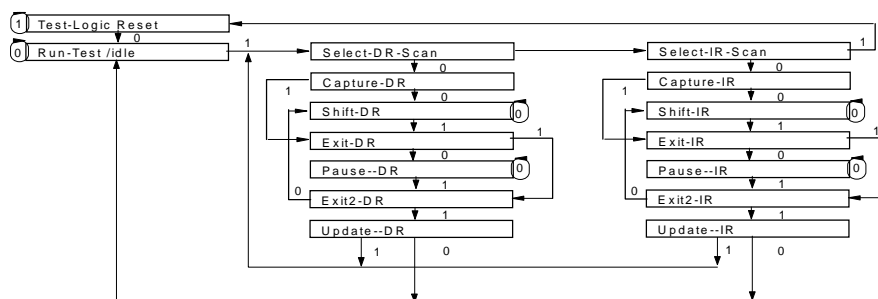 1 Test-Logic Reset
0
0 Run-Test /idle 1 Select-DR-Scan Select-IR-Scan 1
0 0
Capture-DR Capture-IR
1 0 1 0
Shift-DR 0 Shift-IR 0
1 1
Exit-DR 1 Exit-IR 1
0 0
Pause--DR 0 Pause--IR 0
0 1 0 1
Exit2-DR Exit2-IR
1 1
Update--DR Update--IR
1 0 1 0